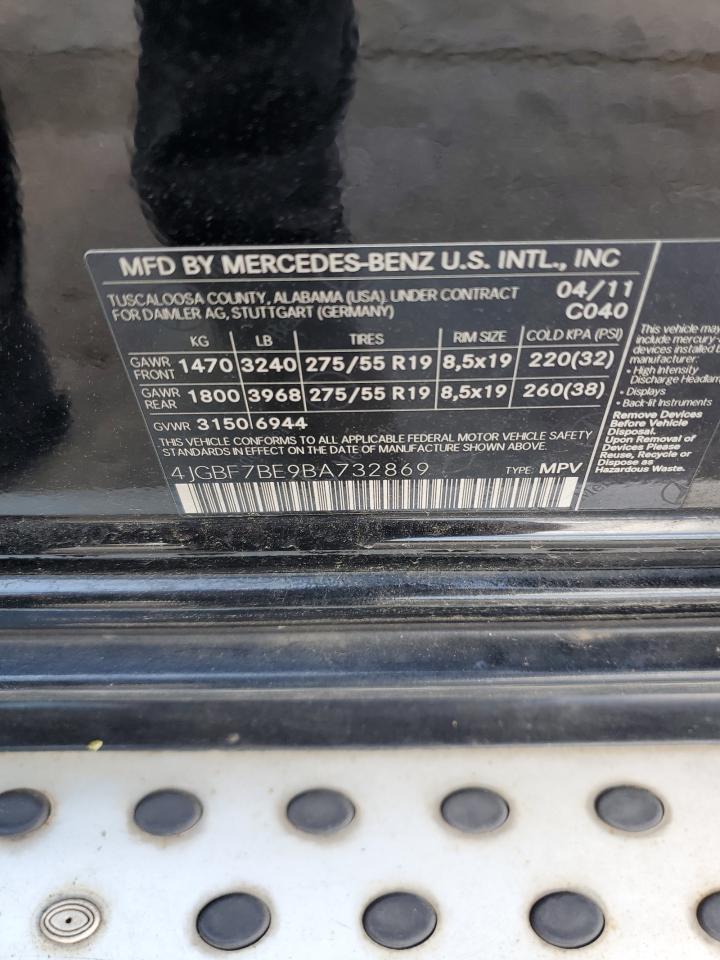 MFD BY MERCEDES-BENZ U.S. INTL., INC
TUSCALOOSA COUNTY, ALABAMA (USA). UNDER CONTRACT
FOR DAIMLER AG, STUTTGART (GERMANY)
04/11
C040
KG LB TIRES RIM SIZE COLD KPA (PSI)
GAWR FRONT 1470 3240 275/55 R19 8,5x19 220(32)
GAWR REAR 1800 3968 275/55 R19 8,5x19 260(38)
GVWR 3150 6944
THIS VEHICLE CONFORMS TO ALL APPLICABLE FEDERAL MOTOR VEHICLE SAFETY
STANDARDS IN EFFECT ON THE DATE OF MANUFACTURE SHOWN ABOVE.
4JGBF7BE9BA732869 TYPE: MPV
This vehicle may
include mercury-
devices installed
• High Intensity
Discharge
• Displays
• Back-lit Instruments
Remove Devices
Before Vehicle
Disposal.
Upon Removal of
Devices Please
Reuse, Recycle or
Dispose as
Hazardous Waste.